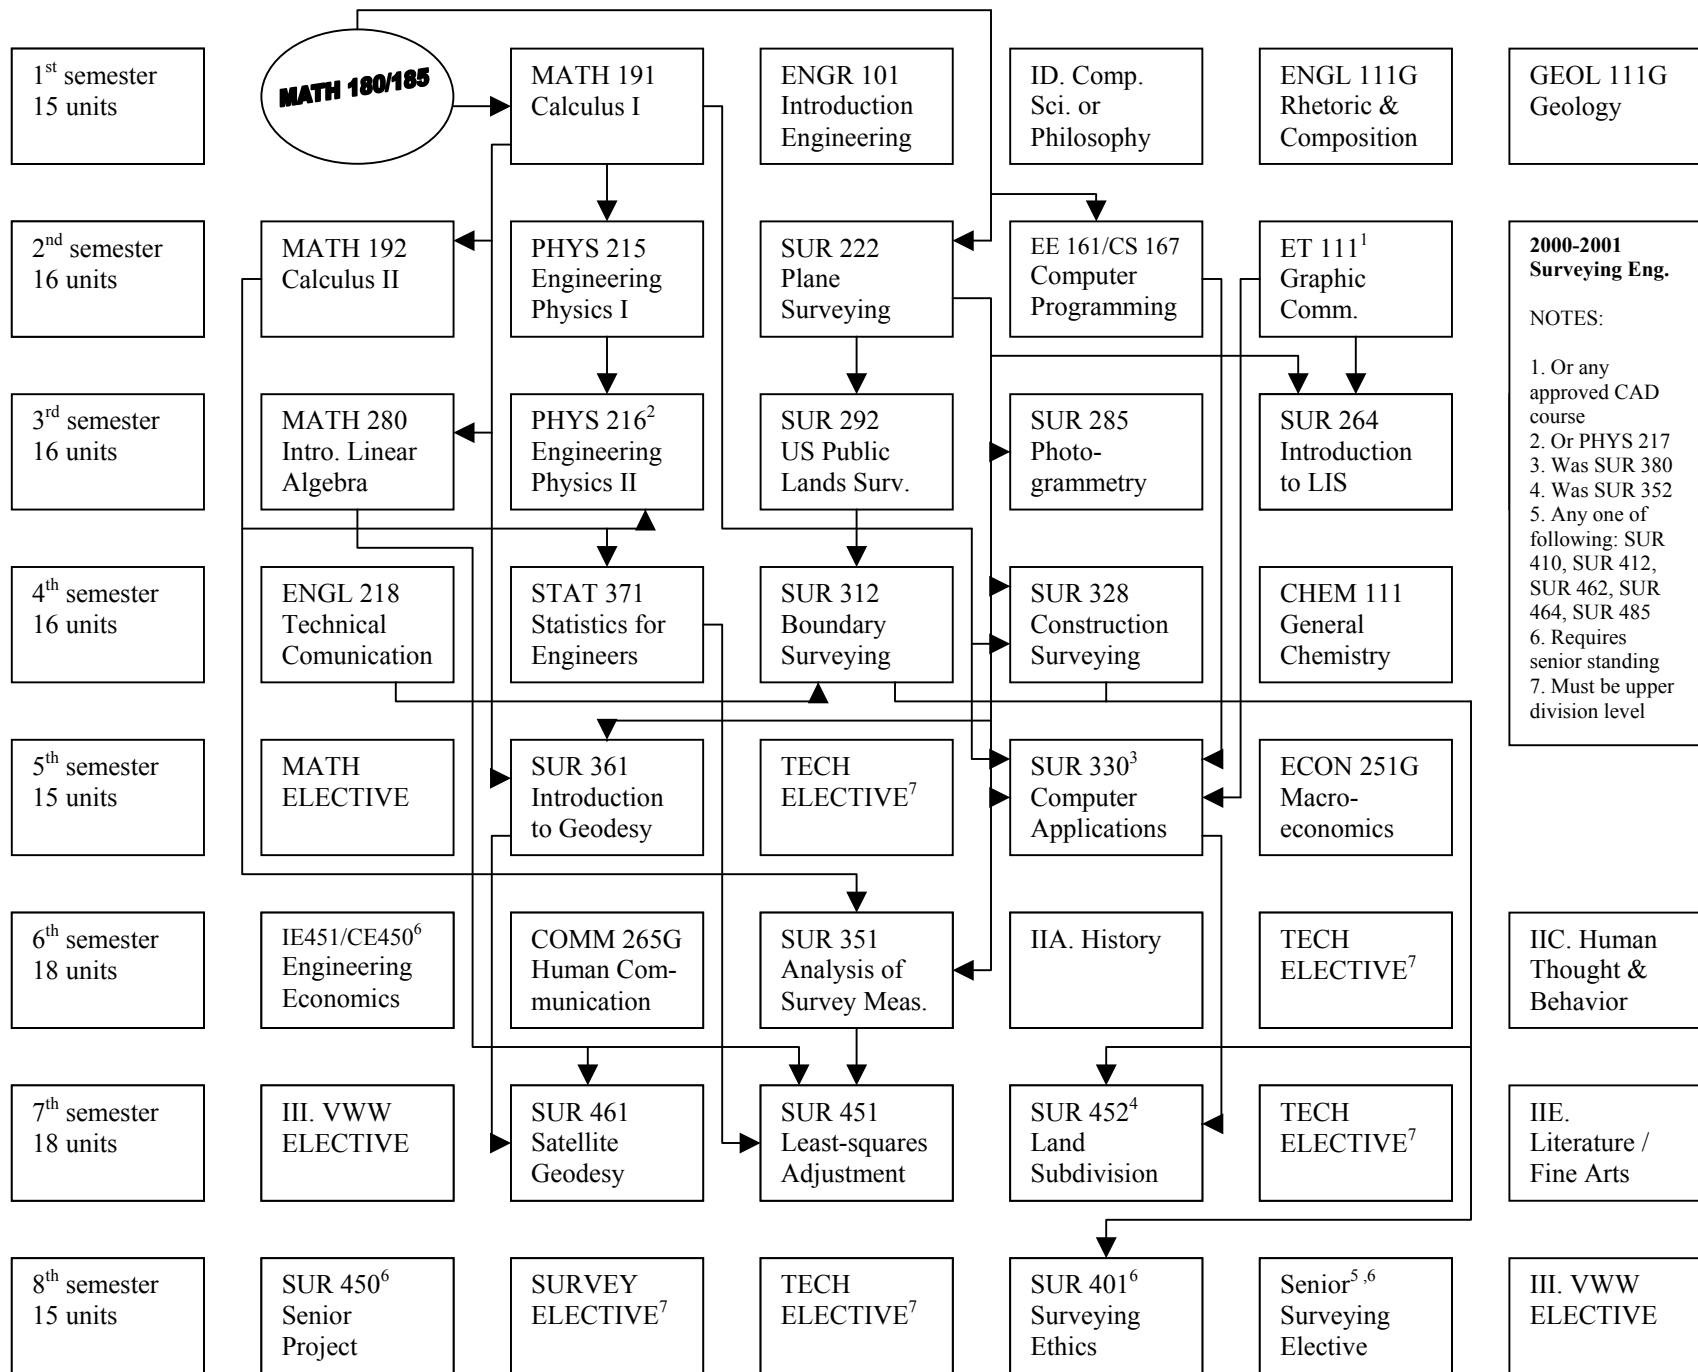 1st semester
15 units
MATH 180/185
MATH 191
Calculus I
ENGR 101
Introduction
Engineering
ID. Comp.
Sci. or
Philosophy
ENGL 111G
Rhetoric &
Composition
GEOL 111G
Geology
2nd semester
16 units
MATH 192
Calculus II
PHYS 215
Engineering
Physics I
SUR 222
Plane
Surveying
EE 161/CS 167
Computer
Programming
ET 1111
Graphic
Comm.
2000-2001
Surveying Eng.
NOTES:
1. Or any
approved CAD
course
2. Or PHYS 217
3. Was SUR 380
4. Was SUR 352
5. Any one of
following: SUR
410, SUR 412,
SUR 462, SUR
464, SUR 485
6. Requires
senior standing
7. Must be upper
division level
3rd semester
16 units
MATH 280
Intro. Linear
Algebra
PHYS 2162
Engineering
Physics II
SUR 292
US Public
Lands Surv.
SUR 285
Photo-
grammetry
SUR 264
Introduction
to LIS
4th semester
16 units
ENGL 218
Technical
Comunication
STAT 371
Statistics for
Engineers
SUR 312
Boundary
Surveying
SUR 328
Construction
Surveying
CHEM 111
General
Chemistry
5th semester
15 units
MATH
ELECTIVE
SUR 361
Introduction
to Geodesy
TECH
ELECTIVE7
SUR 3303
Computer
Applications
ECON 251G
Macro-
economics
6th semester
18 units
IE451/CE4506
Engineering
Economics
COMM 265G
Human Com-
munication
SUR 351
Analysis of
Survey Meas.
IIA. History
TECH
ELECTIVE7
IIC. Human
Thought &
Behavior
7th semester
18 units
III. VWW
ELECTIVE
SUR 461
Satellite
Geodesy
SUR 451
Least-squares
Adjustment
SUR 4524
Land
Subdivision
TECH
ELECTIVE7
IIE.
Literature /
Fine Arts
8th semester
15 units
SUR 4506
Senior
Project
SURVEY
ELECTIVE7
TECH
ELECTIVE7
SUR 4016
Surveying
Ethics
Senior5 ,6
Surveying
Elective
III. VWW
ELECTIVE